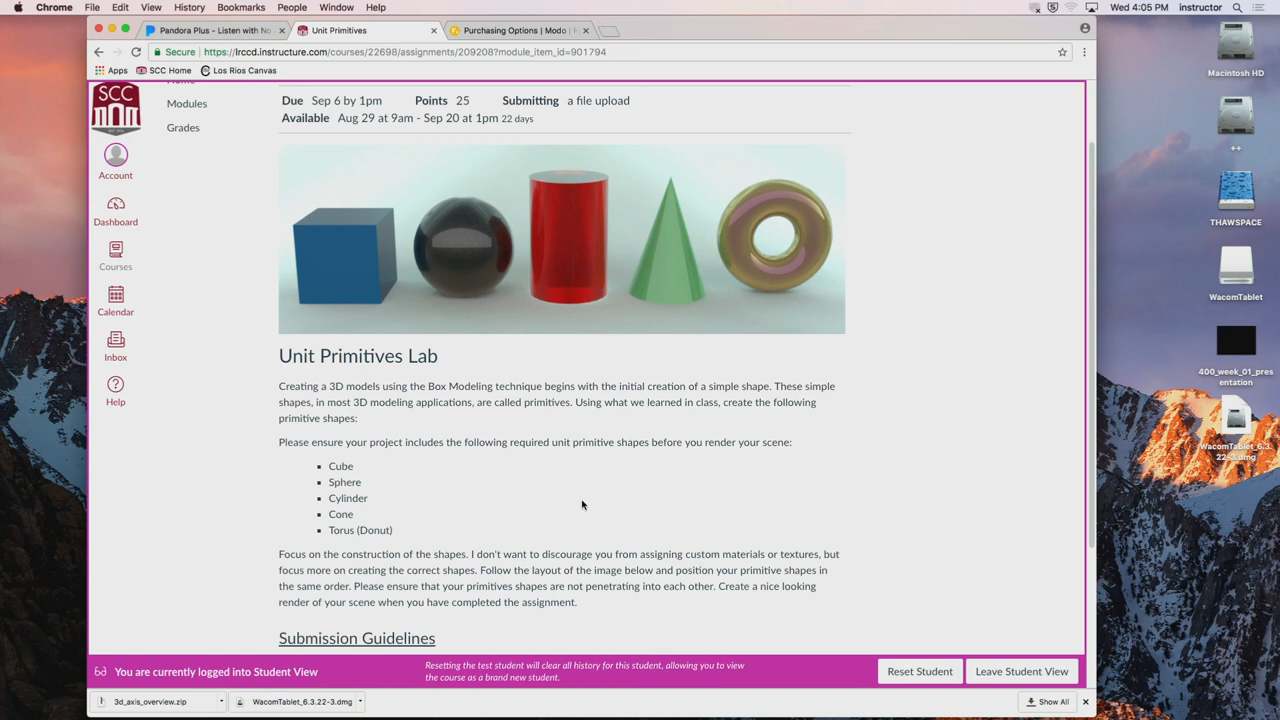 Chrome File Edit View History Bookmarks People Window Help Wed 4:05 PM instructor
Pandora Plus - Listen with No
Unit Primitives
Purchasing Options | Modo |
Secure https://lrccd.instructure.com/courses/22698/assignments/209208?module_item_id=901794
Apps SCC Home Los Rios Canvas
SCC
Account
Dashboard
Courses
Calendar
Inbox
Help
Home
Modules
Grades
Due Sep 6 by 1pm Points 25 Submitting a file upload
Available Aug 29 at 9am - Sep 20 at 1pm 22 days
Unit Primitives Lab
Creating a 3D models using the Box Modeling technique begins with the initial creation of a simple shape. These simple
shapes, in most 3D modeling applications, are called primitives. Using what we learned in class, create the following
primitive shapes:
Please ensure your project includes the following required unit primitive shapes before you render your scene:
Cube
Sphere
Cylinder
Cone
Torus (Donut)
Focus on the construction of the shapes. I don't want to discourage you from assigning custom materials or textures, but
focus more on creating the correct shapes. Follow the layout of the image below and position your primitive shapes in
the same order. Please ensure that your primitives shapes are not penetrating into each other. Create a nice looking
render of your scene when you have completed the assignment.
Submission Guidelines
You are currently logged into Student View
Resetting the test student will clear all history for this student, allowing you to view
the course as a brand new student.
Reset Student
Leave Student View
3d_axis_overview.zip
WacomTablet_6.3.22-3.dmg
Show All
Macintosh HD
++
THAWSPACE
WacomTablet
400_week_01_pres
entation
WacomTablet_6.3.
22-3.dmg